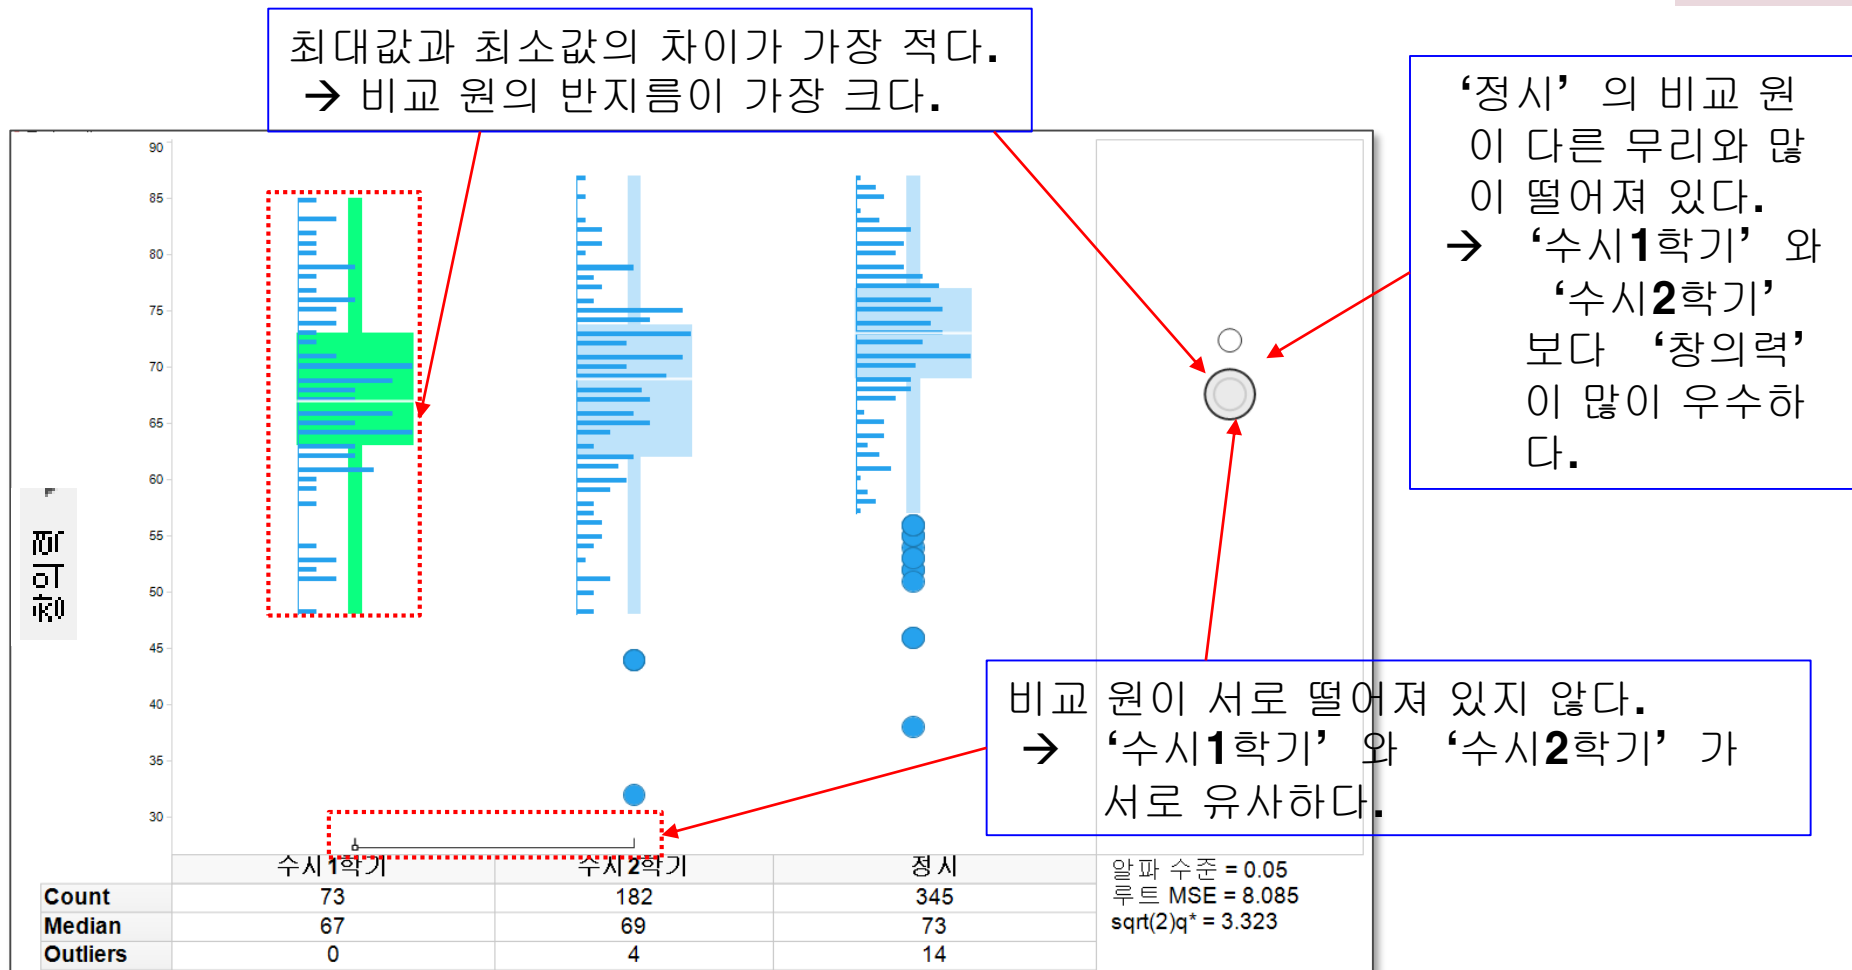 최대값과 최소값의 차이가 가장 적다.
→ 비교 원의 반지름이 가장 크다.
‘정시’ 의 비교 원
이 다른 무리와 많
이 떨어져 있다.
→ ‘수시1학기’ 와
‘수시2학기’
보다 ‘창의력’
이 많이 우수하
다.
90
85
80
75
70
65
60
55
50
45
40
35
30
창의력
비교 원이 서로 떨어져 있지 않다.
→ ‘수시1학기’ 와 ‘수시2학기’ 가
서로 유사하다.
수시1학기 수시2학기 정시
Count 73 182 345
Median 67 69 73
Outliers 0 4 14
알파 수준 = 0.05
루트 MSE = 8.085
sqrt(2)q* = 3.323